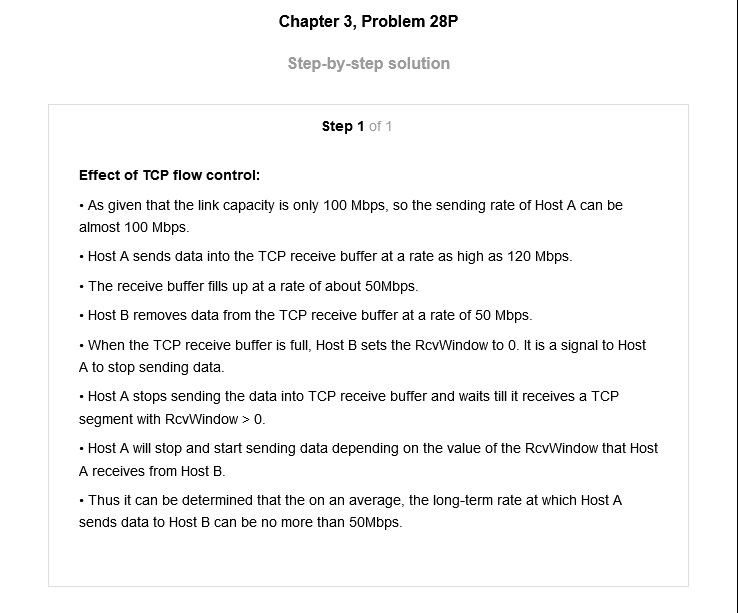 Chapter 3, Problem 28P
Step-by-step solution
Step 1 of 1
Effect of TCP flow control:
• As given that the link capacity is only 100 Mbps, so the sending rate of Host A can be
almost 100 Mbps.
• Host A sends data into the TCP receive buffer at a rate as high as 120 Mbps.
• The receive buffer fills up at a rate of about 50Mbps.
• Host B removes data from the TCP receive buffer at a rate of 50 Mbps.
• When the TCP receive buffer is full, Host B sets the RcvWindow to 0. It is a signal to Host
A to stop sending data.
• Host A stops sending the data into TCP receive buffer and waits till it receives a TCP
segment with RcvWindow > 0.
• Host A will stop and start sending data depending on the value of the RcvWindow that Host
A receives from Host B.
• Thus it can be determined that the on an average, the long-term rate at which Host A
sends data to Host B can be no more than 50Mbps.